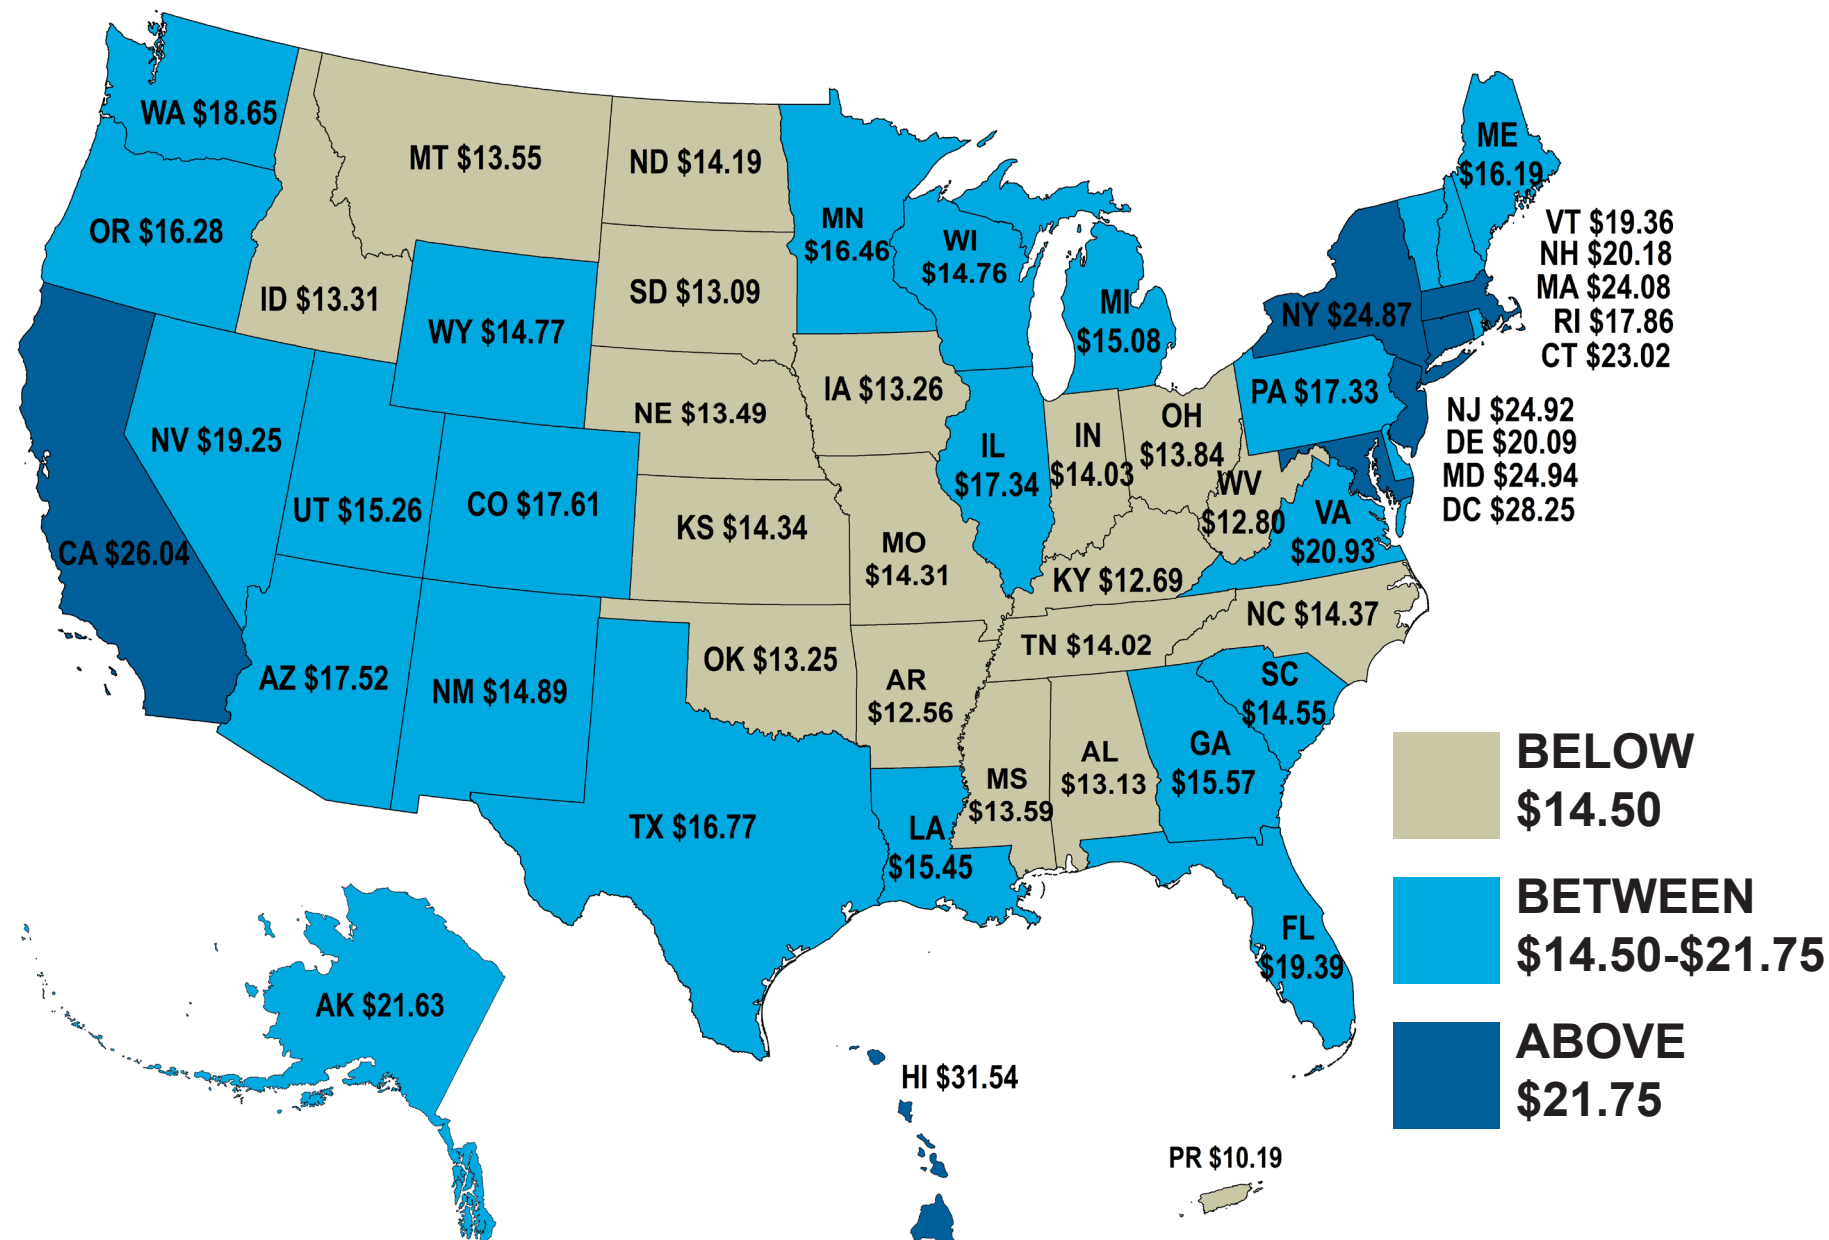 WA $18.65
MT $13.55
ND $14.19
MN
$16.46
OR $16.28
ID $13.31
WY $14.77
SD $13.09
WI
$14.76
MI
$15.08
ME
$16.19
VT $19.36
NH $20.18
MA $24.08
RI $17.86
CT $23.02
NY $24.87
PA $17.33
NJ $24.92
DE $20.09
MD $24.94
DC $28.25
NV $19.25
UT $15.26
CO $17.61
NE $13.49
IA $13.26
IL
$17.34
IN
$14.03
OH
$13.84
WV
$12.80
VA
$20.93
CA $26.04
KS $14.34
MO
$14.31
KY $12.69
NC $14.37
TN $14.02
AZ $17.52
NM $14.89
OK $13.25
AR
$12.56
SC
$14.55
MS
$13.59
AL
$13.13
GA
$15.57
TX $16.77
LA
$15.45
FL
$19.39
AK $21.63
HI $31.54
PR $10.19
BELOW
$14.50
BETWEEN
$14.50-$21.75
ABOVE
$21.75